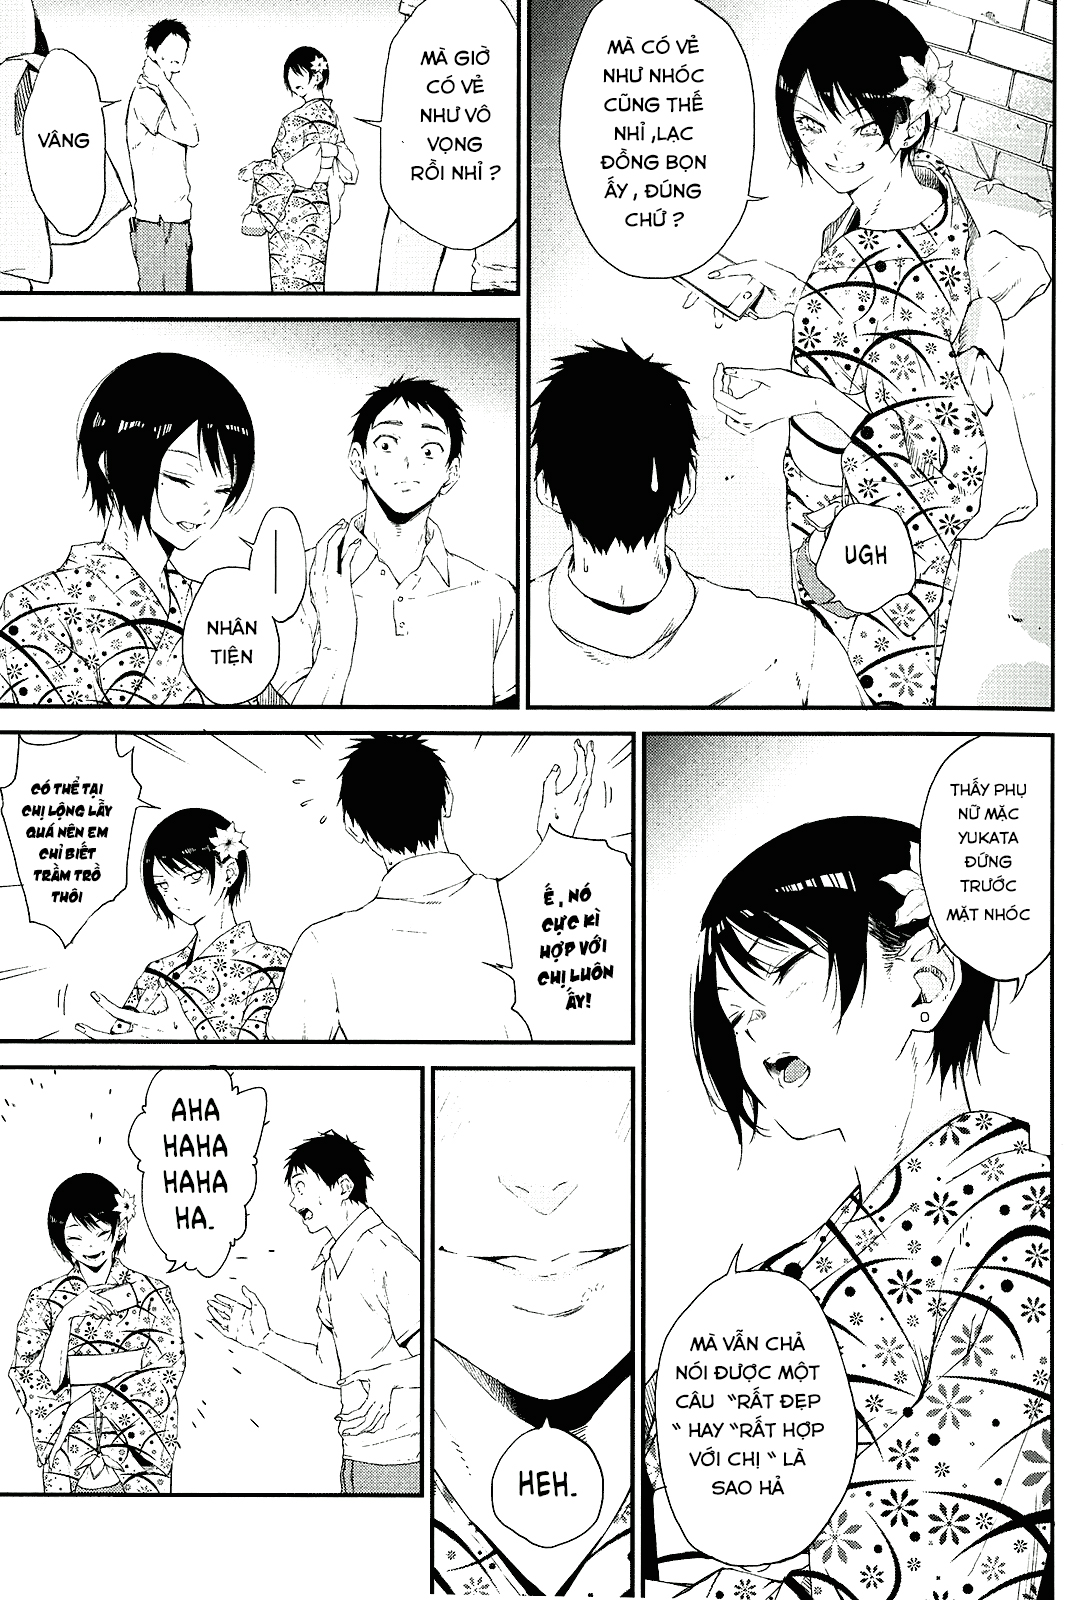 MÀ CÓ VẺ
NHƯ NHÓC
CŨNG THẾ
NHỈ ,LẠC
ĐỒNG BỌN
ẤY , ĐÚNG
CHỨ ?
UGH
MÀ GIỜ
CÓ VẺ
NHƯ VÔ
VỌNG
RỒI NHỈ ?
VÂNG
NHÂN
TIỆN
THẤY PHỤ
NỮ MẶC
YUKATA
ĐỨNG
TRƯỚC
MẶT NHÓC
MÀ VẪN CHẢ
NÓI ĐƯỢC MỘT
CÂU "RẤT ĐẸP
" HAY "RẤT HỢP
VỚI CHỊ " LÀ
SAO HẢ
Ế , NÓ
CỰC KÌ
HỢP VỚI
CHỊ LUÔN
ẤY!
CÓ THỂ TẠI
CHỊ LỘNG LẪY
QUÁ NÊN EM
CHỈ BIẾT
TRẦM TRỒ
THÔI
HEH.
AHA
HAHA
HAHA
HA.